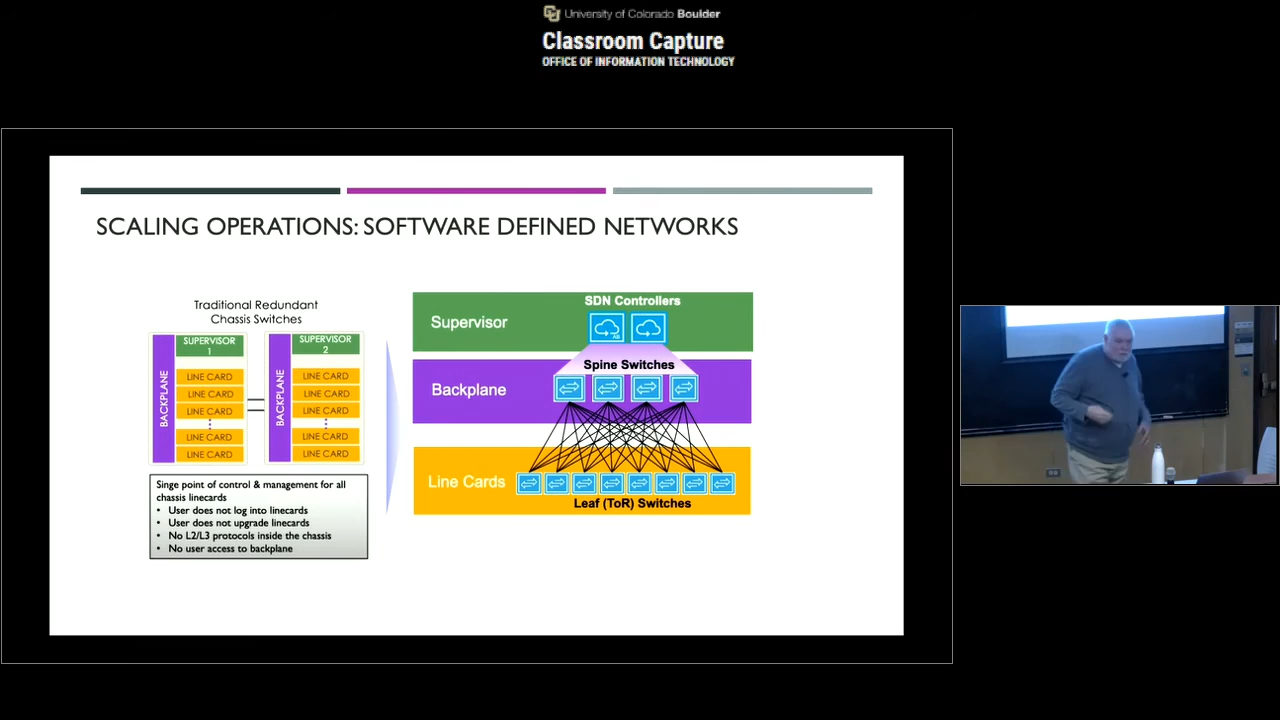 University of Colorado Boulder
Classroom Capture
OFFICE OF INFORMATION TECHNOLOGY
SCALING OPERATIONS: SOFTWARE DEFINED NETWORKS
Traditional Redundant
Chassis Switches
BACKPLANE
SUPERVISOR
1
LINE CARD
LINE CARD
LINE CARD
LINE CARD
LINE CARD
BACKPLANE
SUPERVISOR
2
LINE CARD
LINE CARD
LINE CARD
LINE CARD
LINE CARD
Singe point of control & management for all
chassis linecards
• User does not log into linecards
• User does not upgrade linecards
• No L2/L3 protocols inside the chassis
• No user access to backplane
Supervisor
SDN Controllers
Backplane
Spine Switches
Line Cards
Leaf (ToR) Switches